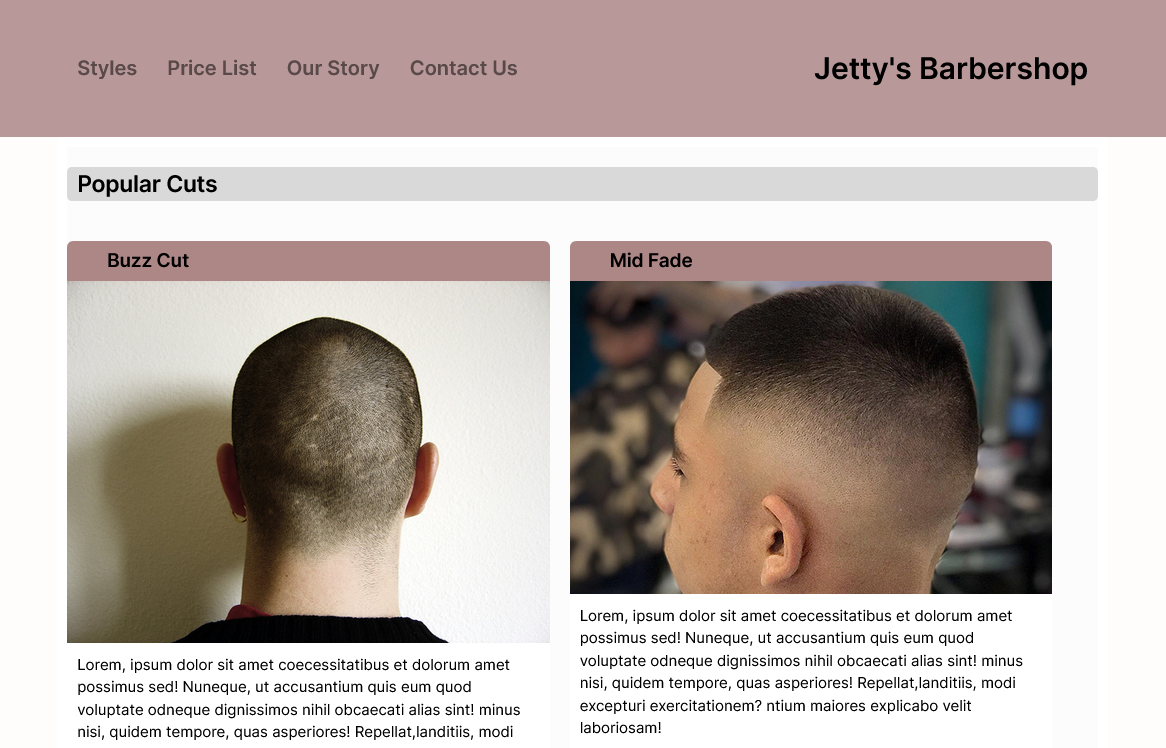 Styles Price List Our Story Contact Us Jetty's Barbershop
Popular Cuts
Buzz Cut
Lorem, ipsum dolor sit amet coecessitatibus et dolorum amet
possimus sed! Nuneque, ut accusantium quis eum quod
voluptate odneque dignissimos nihil obcaecati alias sint! minus
nisi, quidem tempore, quas asperiores! Repellat,landitiis, modi
Mid Fade
Lorem, ipsum dolor sit amet coecessitatibus et dolorum amet
possimus sed! Nuneque, ut accusantium quis eum quod
voluptate odneque dignissimos nihil obcaecati alias sint! minus
nisi, quidem tempore, quas asperiores! Repellat,landitiis, modi
excepturi exercitationem? ntium maiores explicabo velit
laboriosam!